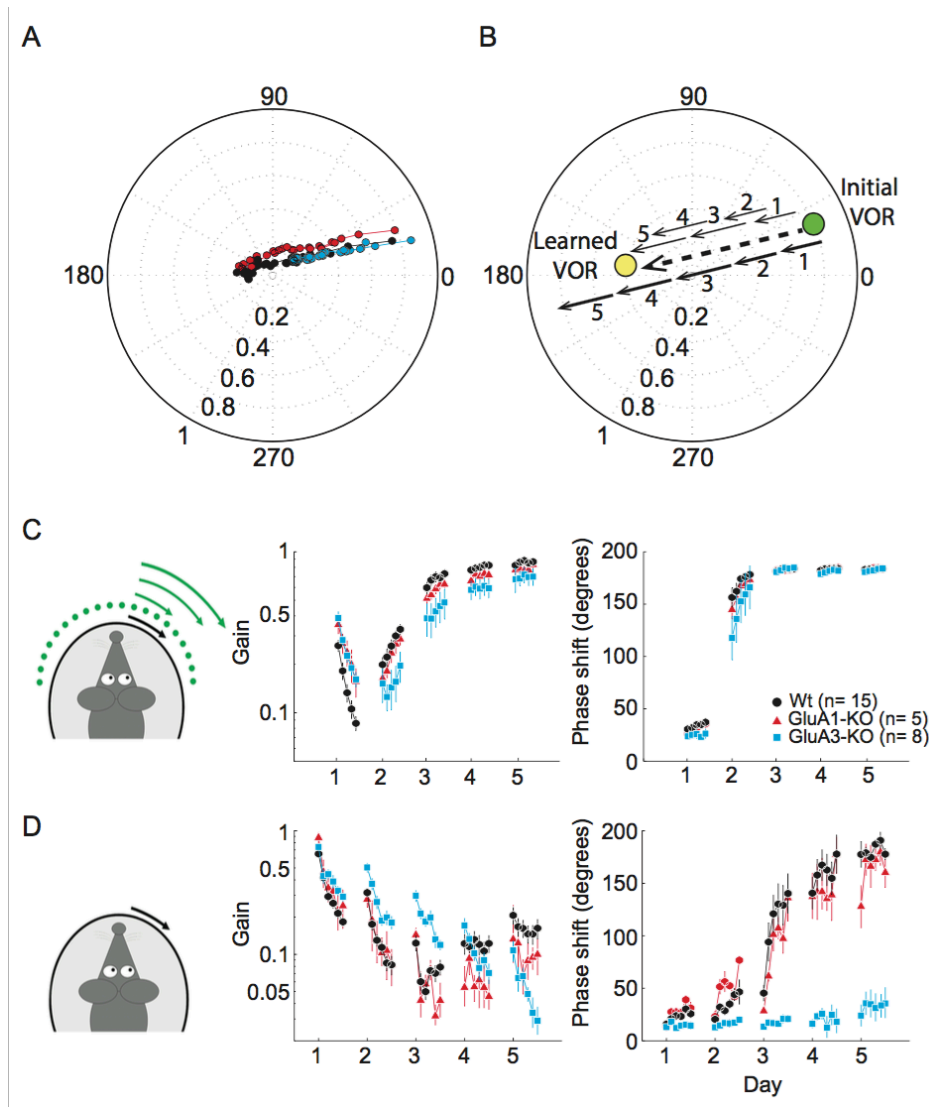 A
90
180
0
0.2
0.4
0.6
0.8
1
270
B
90
Initial
VOR
Learned
VOR
1
2
3
4
5
1
2
3
4
5
180
0
0.2
0.4
0.6
0.8
1
270
C
Gain
1
0.5
0.1
1 2 3 4 5
Phase shift (degrees)
200
150
100
50
0
Wt (n= 15)
GluA1-KO (n= 5)
GluA3-KO (n= 8)
1 2 3 4 5
D
Gain
1
0.5
0.1
0.05
1 2 3 4 5
Phase shift (degrees)
200
150
100
50
0
1 2 3 4 5
Day